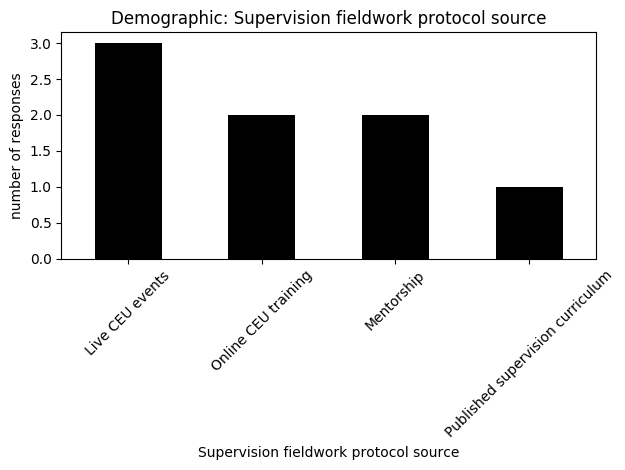 Demographic: Supervision fieldwork protocol source
number of responses
3.0
2.5
2.0
1.5
1.0
0.5
0.0
Live CEU events
Online CEU training
Mentorship
Published supervision curriculum
Supervision fieldwork protocol source